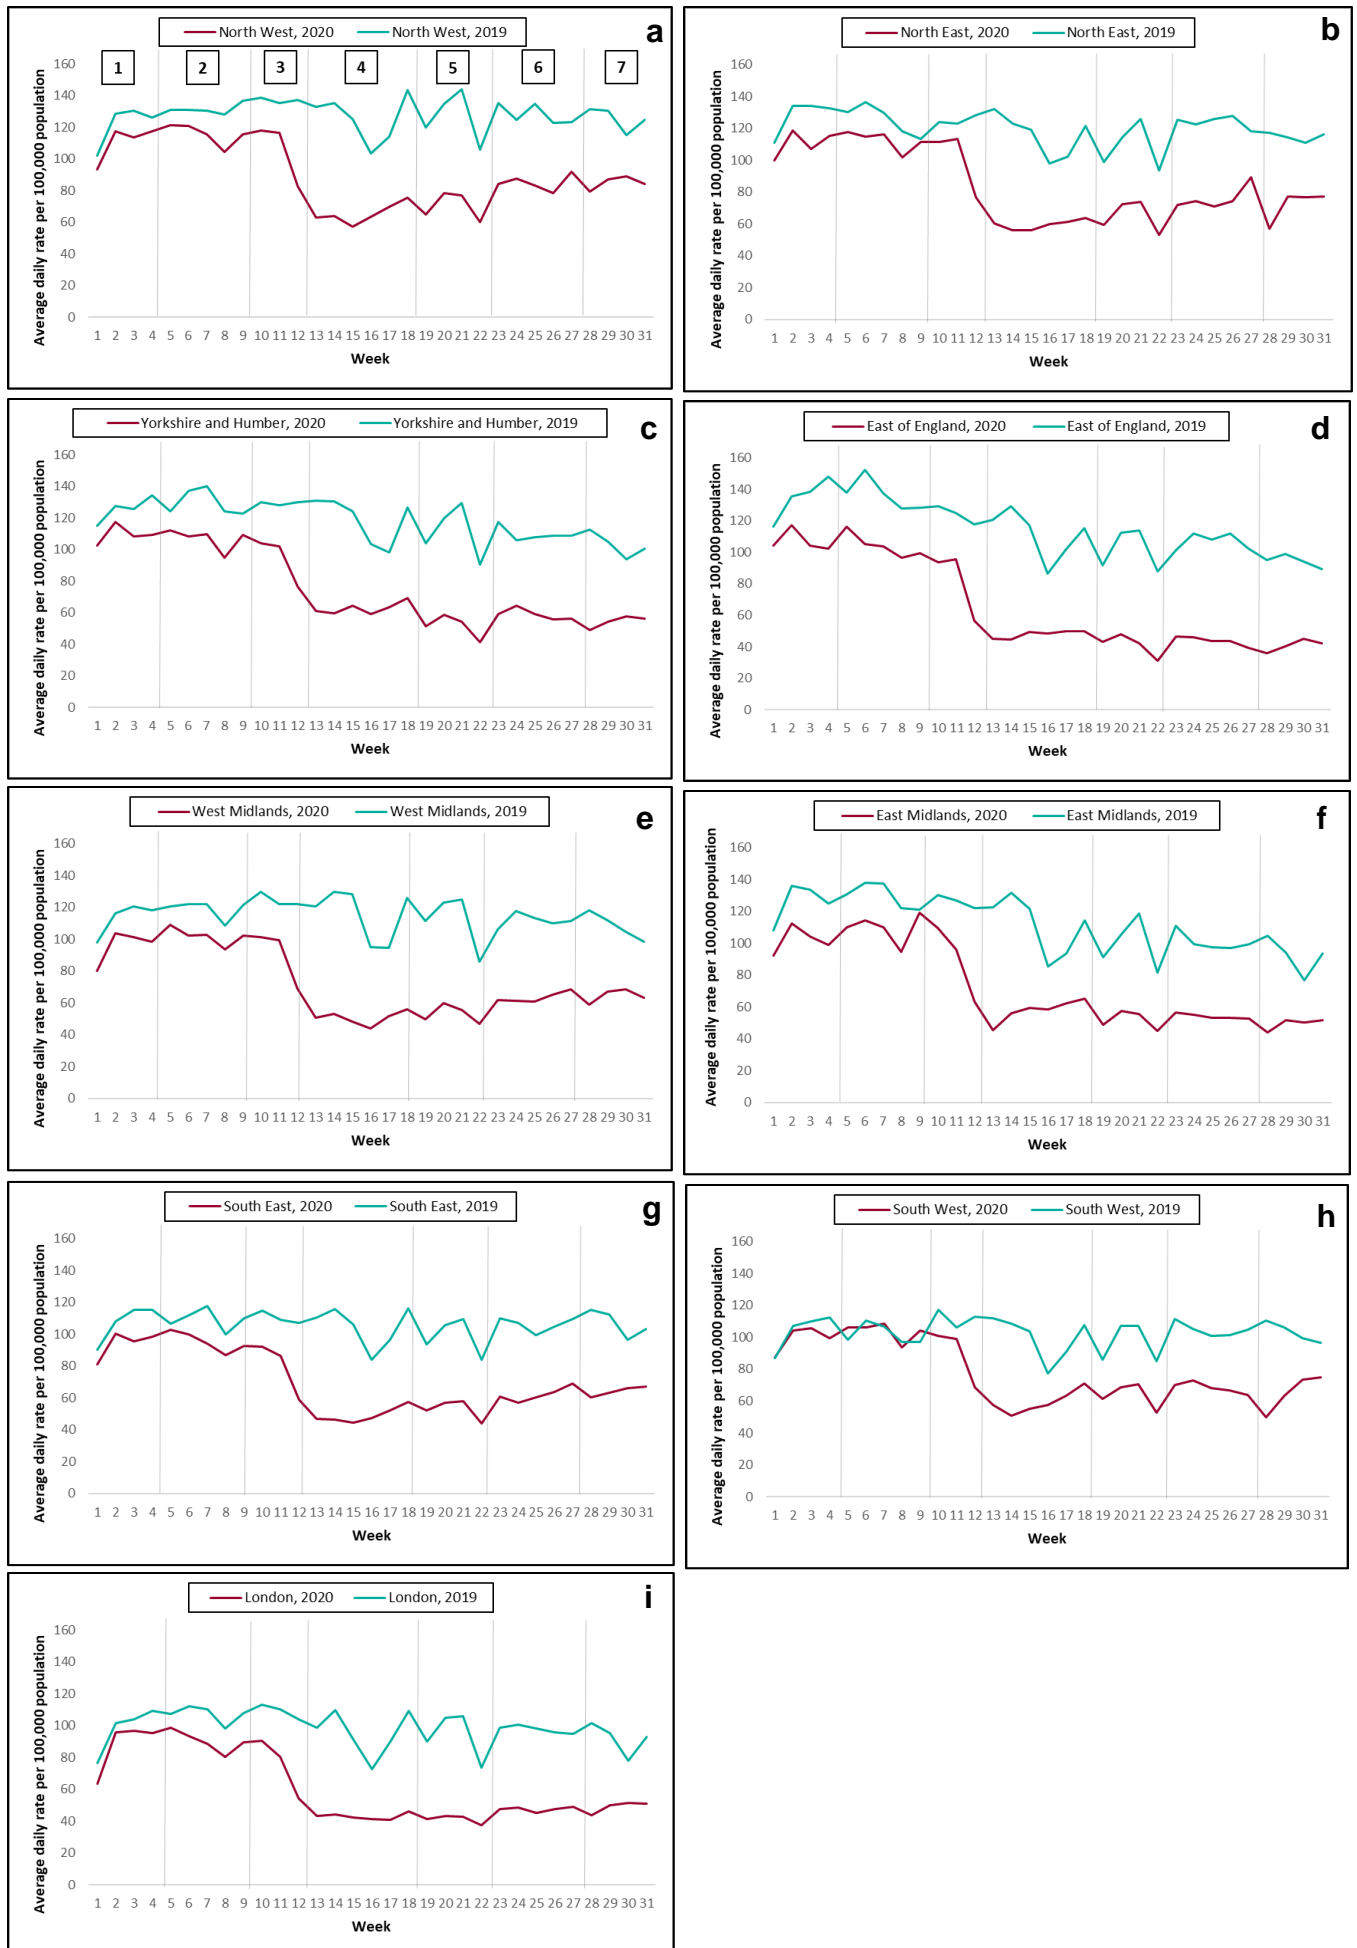 North West, 2020 North West, 2019 a
1 2 3 4 5 6 7
Average daily rate per 100,000 population
160
140
120
100
80
60
40
20
0
1 2 3 4 5 6 7 8 9 10 11 12 13 14 15 16 17 18 19 20 21 22 23 24 25 26 27 28 29 30 31
Week
North East, 2020 North East, 2019 b
Average daily rate per 100,000 population
160
140
120
100
80
60
40
20
0
1 2 3 4 5 6 7 8 9 10 11 12 13 14 15 16 17 18 19 20 21 22 23 24 25 26 27 28 29 30 31
Week
Yorkshire and Humber, 2020 Yorkshire and Humber, 2019 c
Average daily rate per 100,000 population
160
140
120
100
80
60
40
20
0
1 2 3 4 5 6 7 8 9 10 11 12 13 14 15 16 17 18 19 20 21 22 23 24 25 26 27 28 29 30 31
Week
East of England, 2020 East of England, 2019 d
Average daily rate per 100,000 population
160
140
120
100
80
60
40
20
0
1 2 3 4 5 6 7 8 9 10 11 12 13 14 15 16 17 18 19 20 21 22 23 24 25 26 27 28 29 30 31
Week
West Midlands, 2020 West Midlands, 2019 e
Average daily rate per 100,000 population
160
140
120
100
80
60
40
20
0
1 2 3 4 5 6 7 8 9 10 11 12 13 14 15 16 17 18 19 20 21 22 23 24 25 26 27 28 29 30 31
Week
East Midlands, 2020 East Midlands, 2019 f
Average daily rate per 100,000 population
160
140
120
100
80
60
40
20
0
1 2 3 4 5 6 7 8 9 10 11 12 13 14 15 16 17 18 19 20 21 22 23 24 25 26 27 28 29 30 31
Week
South East, 2020 South East, 2019 g
Average daily rate per 100,000 population
160
140
120
100
80
60
40
20
0
1 2 3 4 5 6 7 8 9 10 11 12 13 14 15 16 17 18 19 20 21 22 23 24 25 26 27 28 29 30 31
Week
South West, 2020 South West, 2019 h
Average daily rate per 100,000 population
160
140
120
100
80
60
40
20
0
1 2 3 4 5 6 7 8 9 10 11 12 13 14 15 16 17 18 19 20 21 22 23 24 25 26 27 28 29 30 31
Week
London, 2020 London, 2019 i
Average daily rate per 100,000 population
160
140
120
100
80
60
40
20
0
1 2 3 4 5 6 7 8 9 10 11 12 13 14 15 16 17 18 19 20 21 22 23 24 25 26 27 28 29 30 31
Week